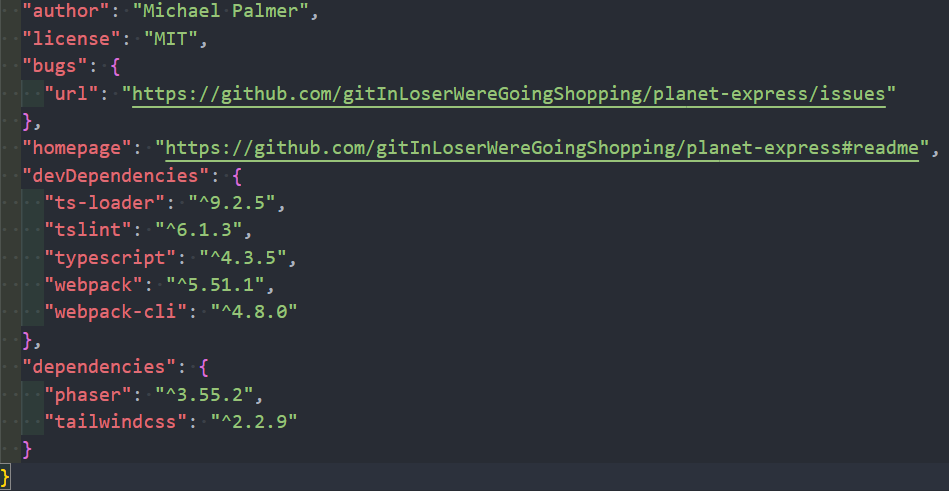 "author": "Michael Palmer",
"license": "MIT",
"bugs": {
"url": "https://github.com/gitInLoserWereGoingShopping/planet-express/issues"
},
"homepage": "https://github.com/gitInLoserWereGoingShopping/planet-express#readme",
"devDependencies": {
"ts-loader": "^9.2.5",
"tslint": "^6.1.3",
"typescript": "^4.3.5",
"webpack": "^5.51.1",
"webpack-cli": "^4.8.0"
},
"dependencies": {
"phaser": "^3.55.2",
"tailwindcss": "^2.2.9"
}
}